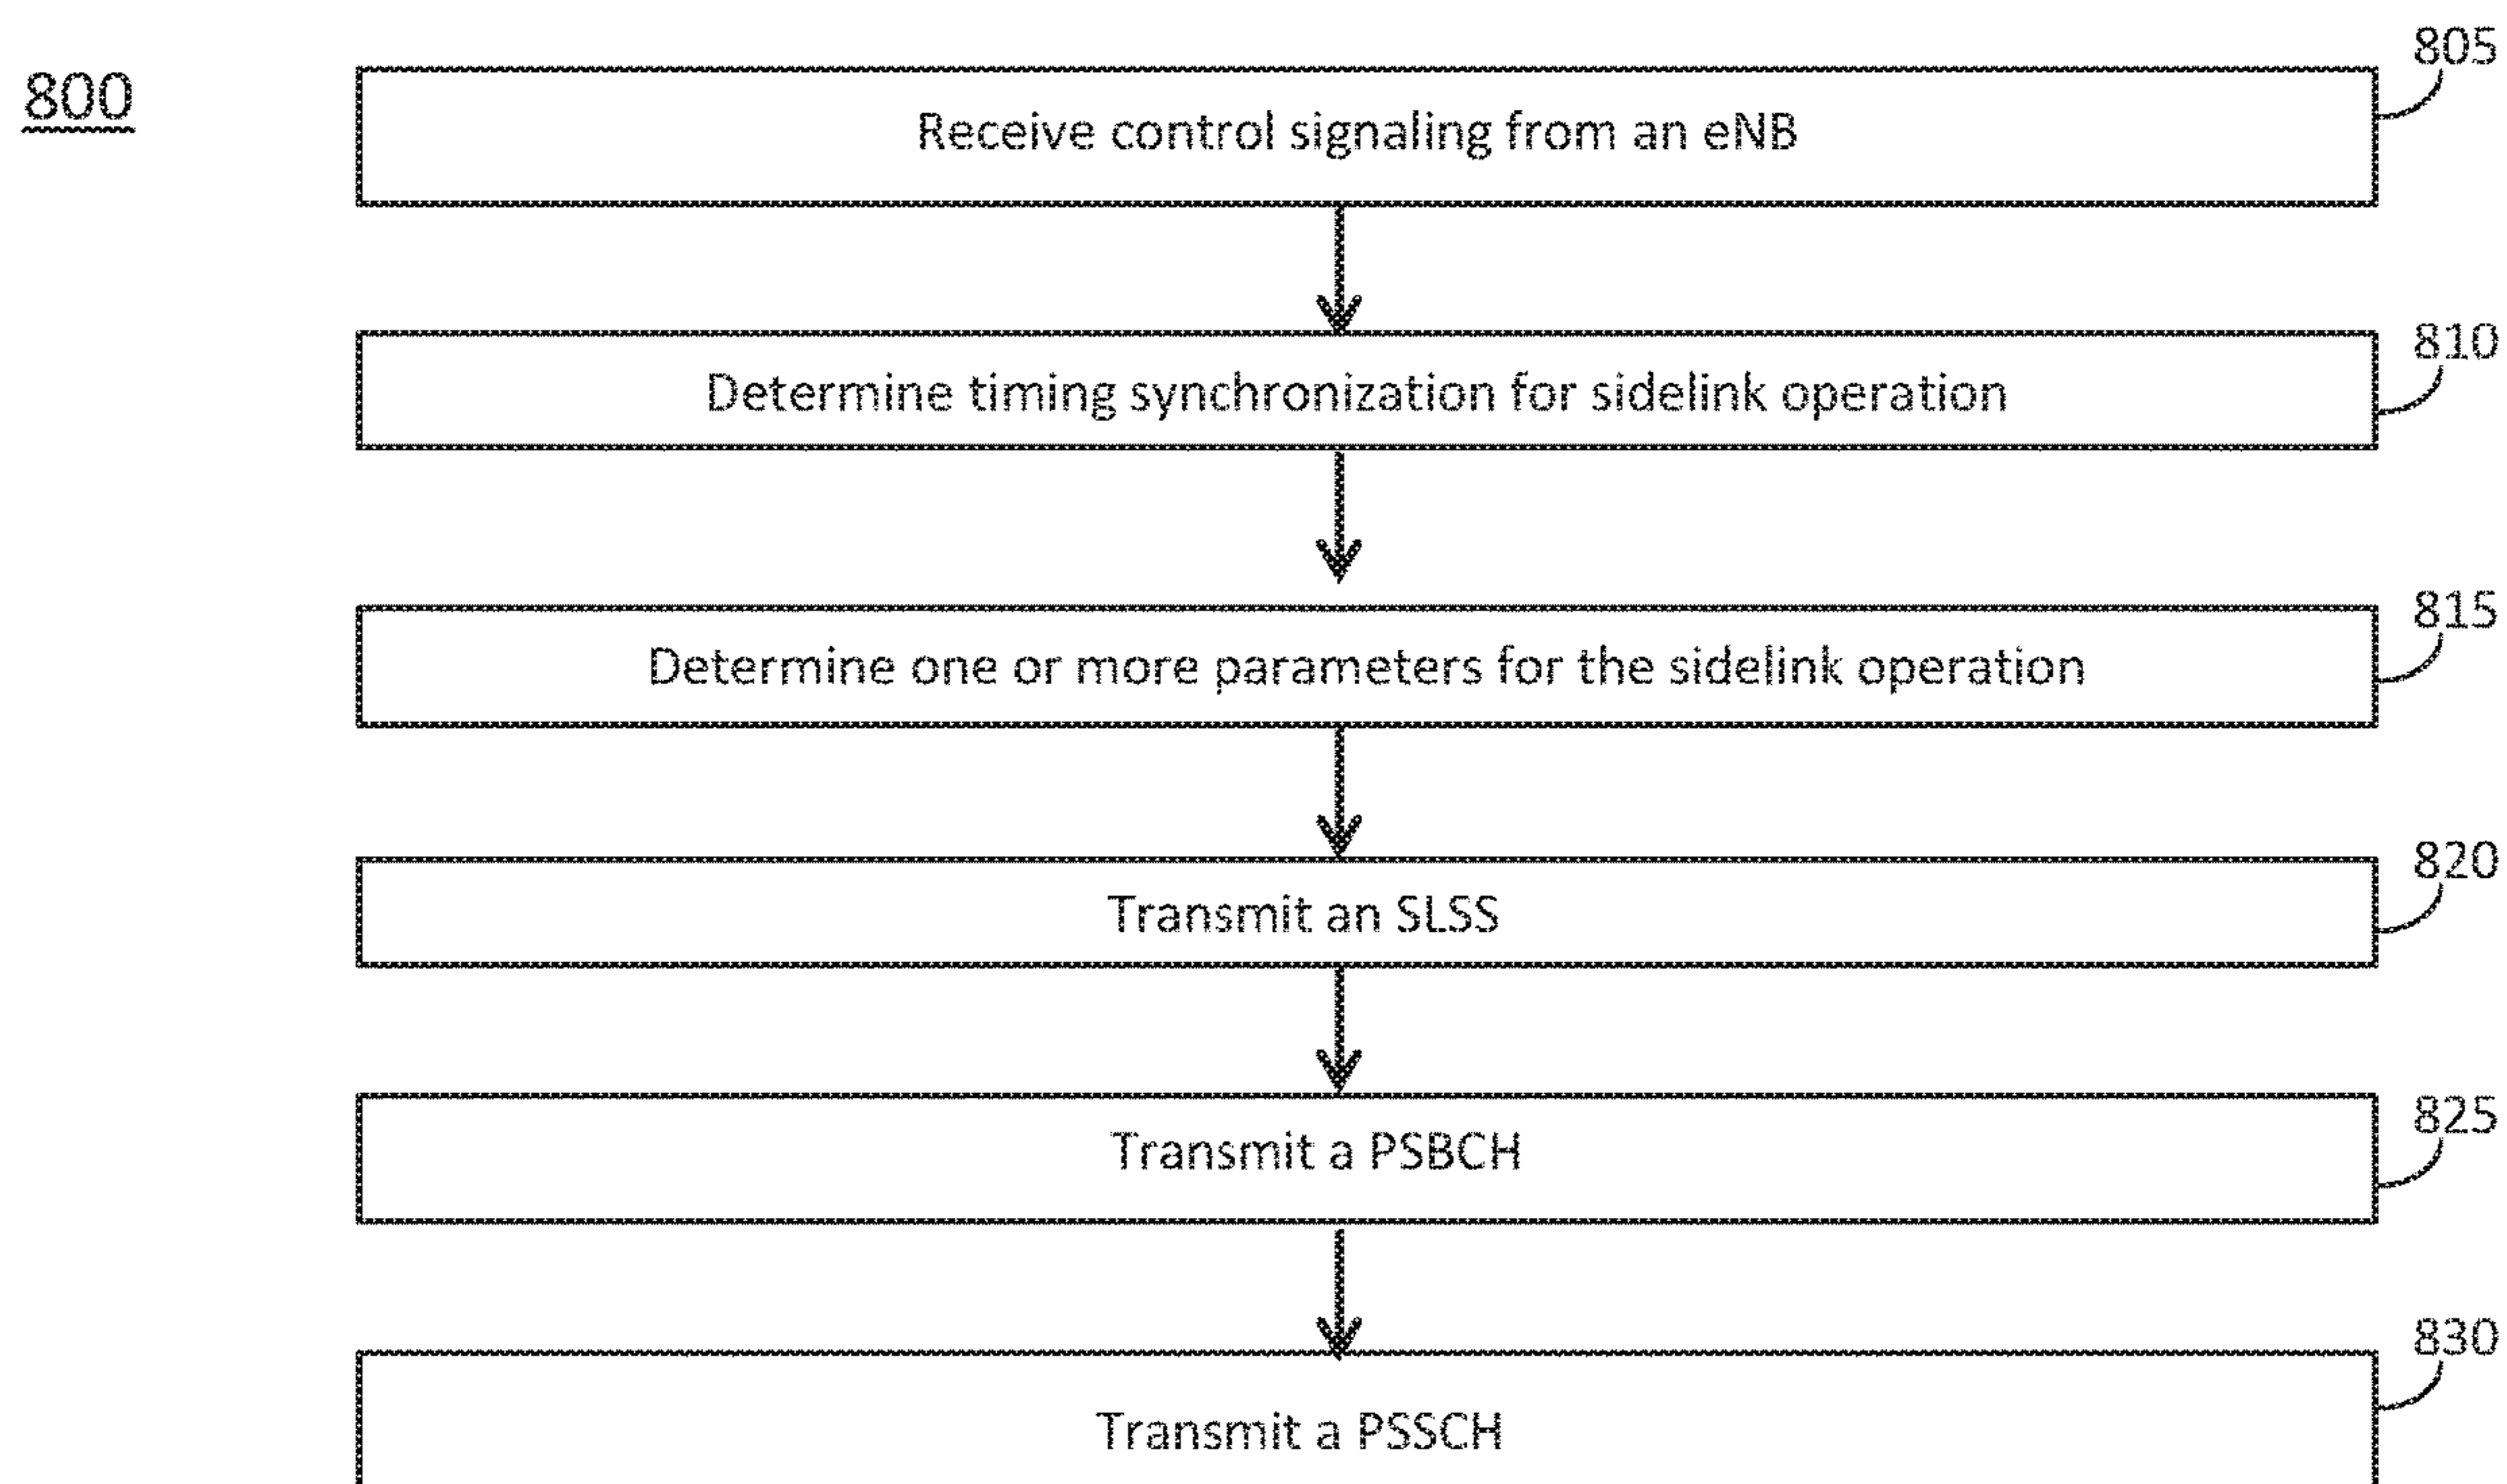 800
805
Receive control signaling from an eNB
810
Determine timing synchronization for sidelink operation
815
Determine one or more parameters for the sidelink operation
820
Transmit an SLSS
825
Transmit a PSBCH
830
Transmit a PSSCH